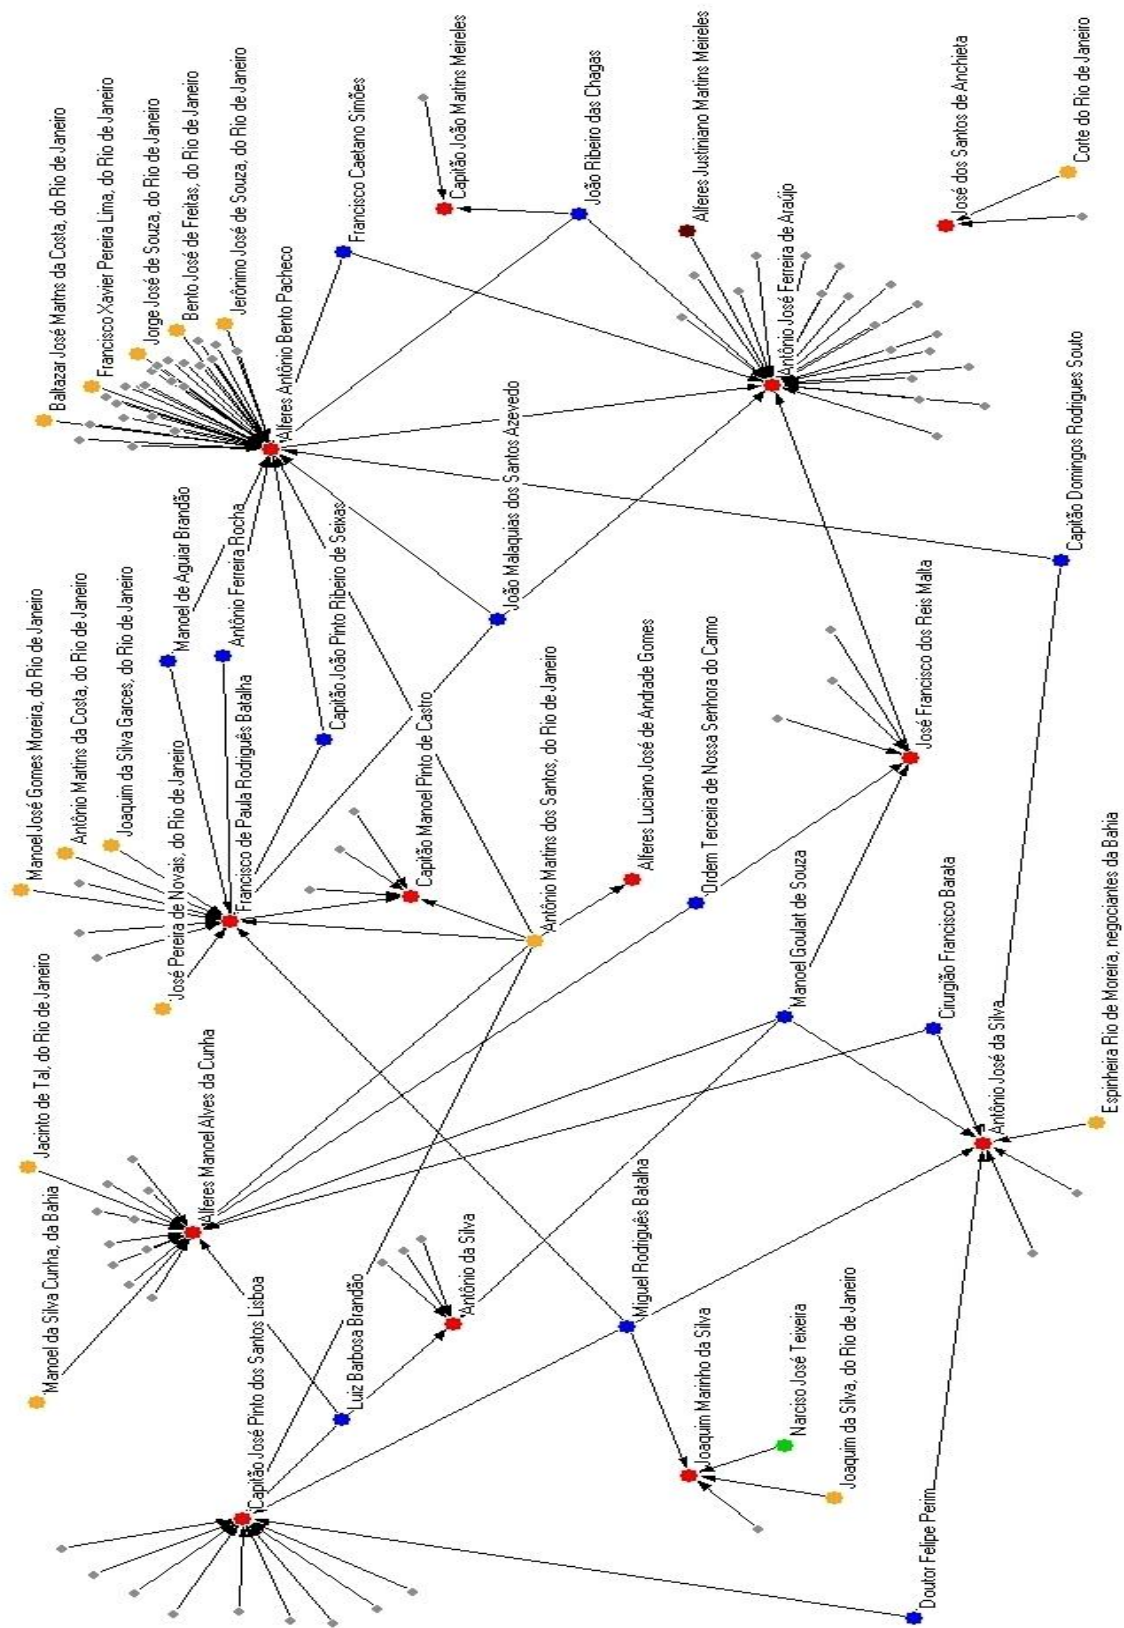 Baltazar José Martins da Costa, do Rio de Janeiro
Francisco Xavier Pereira Lima, do Rio de Janeiro
Jorge José de Souza, do Rio de Janeiro
Bento José de Freitas, do Rio de Janeiro
Jerônimo José de Souza, do Rio de Janeiro
Alferes Antônio Bento Pacheco
Francisco Caetano Simões
Capitão João Martins Meireles
João Ribeiro das Chagas
Alferes Justiniano Martins Meireles
Antônio José Ferreira de Araújo
José dos Santos de Anchieta
Corte do Rio de Janeiro
Manoel José Gomes Moreira, do Rio de Janeiro
Antônio Martins da Costa, do Rio de Janeiro
Joaquim da Silva Garces, do Rio de Janeiro
Manoel de Aguiar Brandão
Antônio Ferreira Rocha
José Pereira de Novais, do Rio de Janeiro
Francisco de Paula Rodrigues Batalha
Capitão João Pinto Ribeiro de Seixas
Capitão Manoel Pinto de Castro
João Malaquias dos Santos Azevedo
Antônio Martins dos Santos, do Rio de Janeiro
Alferes Luciano José de Andrade Gomes
Ordem Terceira de Nossa Senhora do Carmo
José Francisco dos Reis Malta
Capitão Domingos Rodrigues Souto
Jacinto de Tal, do Rio de Janeiro
Manoel da Silva Cunha, da Bahia
Alferes Manoel Alves da Cunha
Capitão José Pinto dos Santos Lisboa
Luiz Barbosa Brandão
Antônio da Silva
Miguel Rodrigues Batalha
Joaquim Marinho da Silva
Narciso José Teixeira
Joaquim da Silva, do Rio de Janeiro
Manoel Goulart de Souza
Cirurgião Francisco Barata
Antônio José da Silva
Espinheira Rio de Moreira, negociantes da Bahia
Doutor Felipe Perim